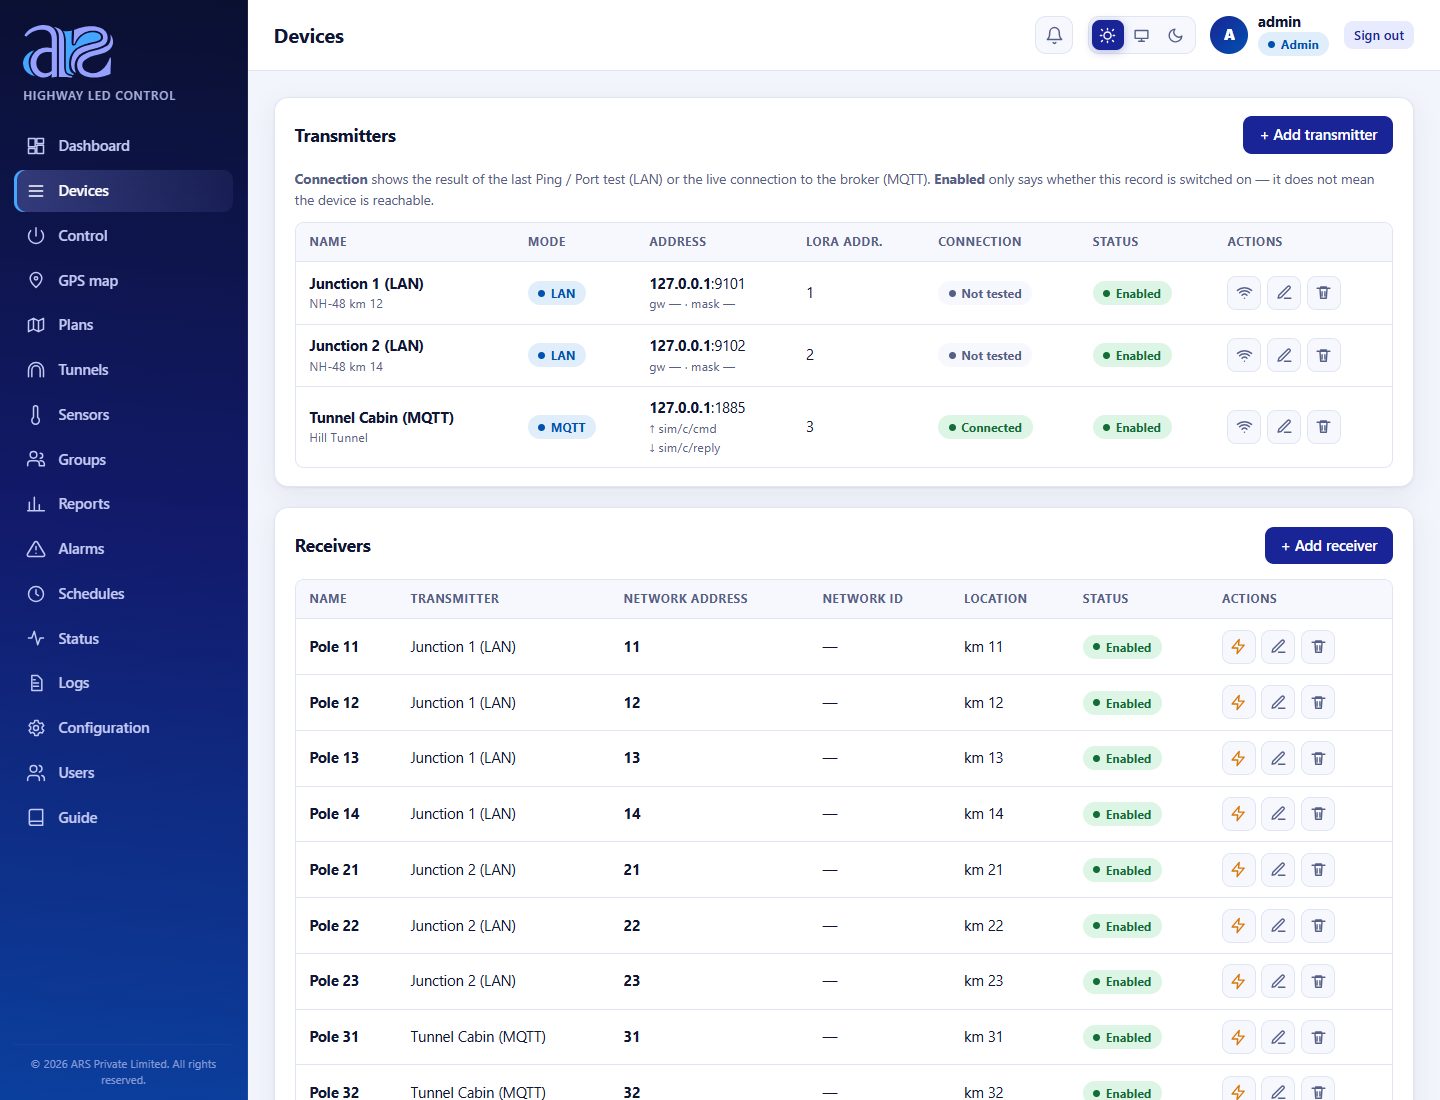 ars
HIGHWAY LED CONTROL
Dashboard
Devices
Control
GPS map
Plans
Tunnels
Sensors
Groups
Reports
Alarms
Schedules
Status
Logs
Configuration
Users
Guide
© 2026 ARS Private Limited. All rights
reserved.
Devices
A
admin
Admin
Sign out
Transmitters
+ Add transmitter
Connection shows the result of the last Ping / Port test (LAN) or the live connection to the broker (MQTT). Enabled only says whether this record is switched on — it does not mean
the device is reachable.
NAME MODE ADDRESS LORA ADDR. CONNECTION STATUS ACTIONS
Junction 1 (LAN) LAN 127.0.0.1:9101 1 Not tested Enabled
NH-48 km 12 gw — · mask —
Junction 2 (LAN) LAN 127.0.0.1:9102 2 Not tested Enabled
NH-48 km 14 gw — · mask —
Tunnel Cabin (MQTT) MQTT 127.0.0.1:1885 3 Connected Enabled
Hill Tunnel ↑ sim/c/cmd
↓ sim/c/reply
Receivers
+ Add receiver
NAME TRANSMITTER NETWORK ADDRESS NETWORK ID LOCATION STATUS ACTIONS
Pole 11 Junction 1 (LAN) 11 — km 11 Enabled
Pole 12 Junction 1 (LAN) 12 — km 12 Enabled
Pole 13 Junction 1 (LAN) 13 — km 13 Enabled
Pole 14 Junction 1 (LAN) 14 — km 14 Enabled
Pole 21 Junction 2 (LAN) 21 — km 21 Enabled
Pole 22 Junction 2 (LAN) 22 — km 22 Enabled
Pole 23 Junction 2 (LAN) 23 — km 23 Enabled
Pole 31 Tunnel Cabin (MQTT) 31 — km 31 Enabled
Pole 32 Tunnel Cabin (MQTT) 32 — km 32 Enabled